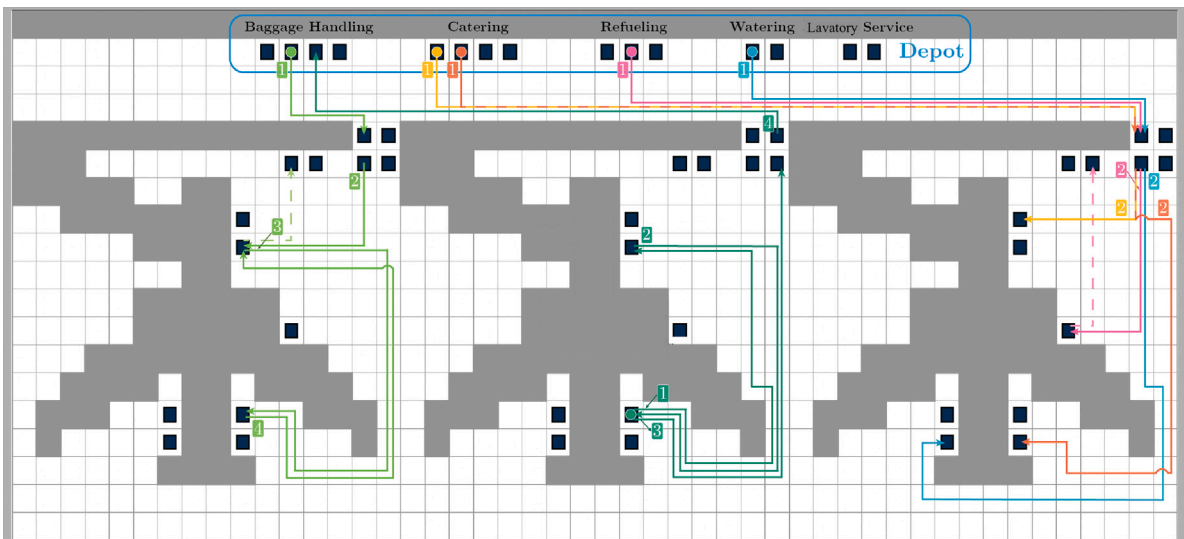 Baggage Handling Catering Refueling Watering Lavatory Service
Depot
1 1 1 1 1
4
2 2 2
3 2 2 2
1
4 3